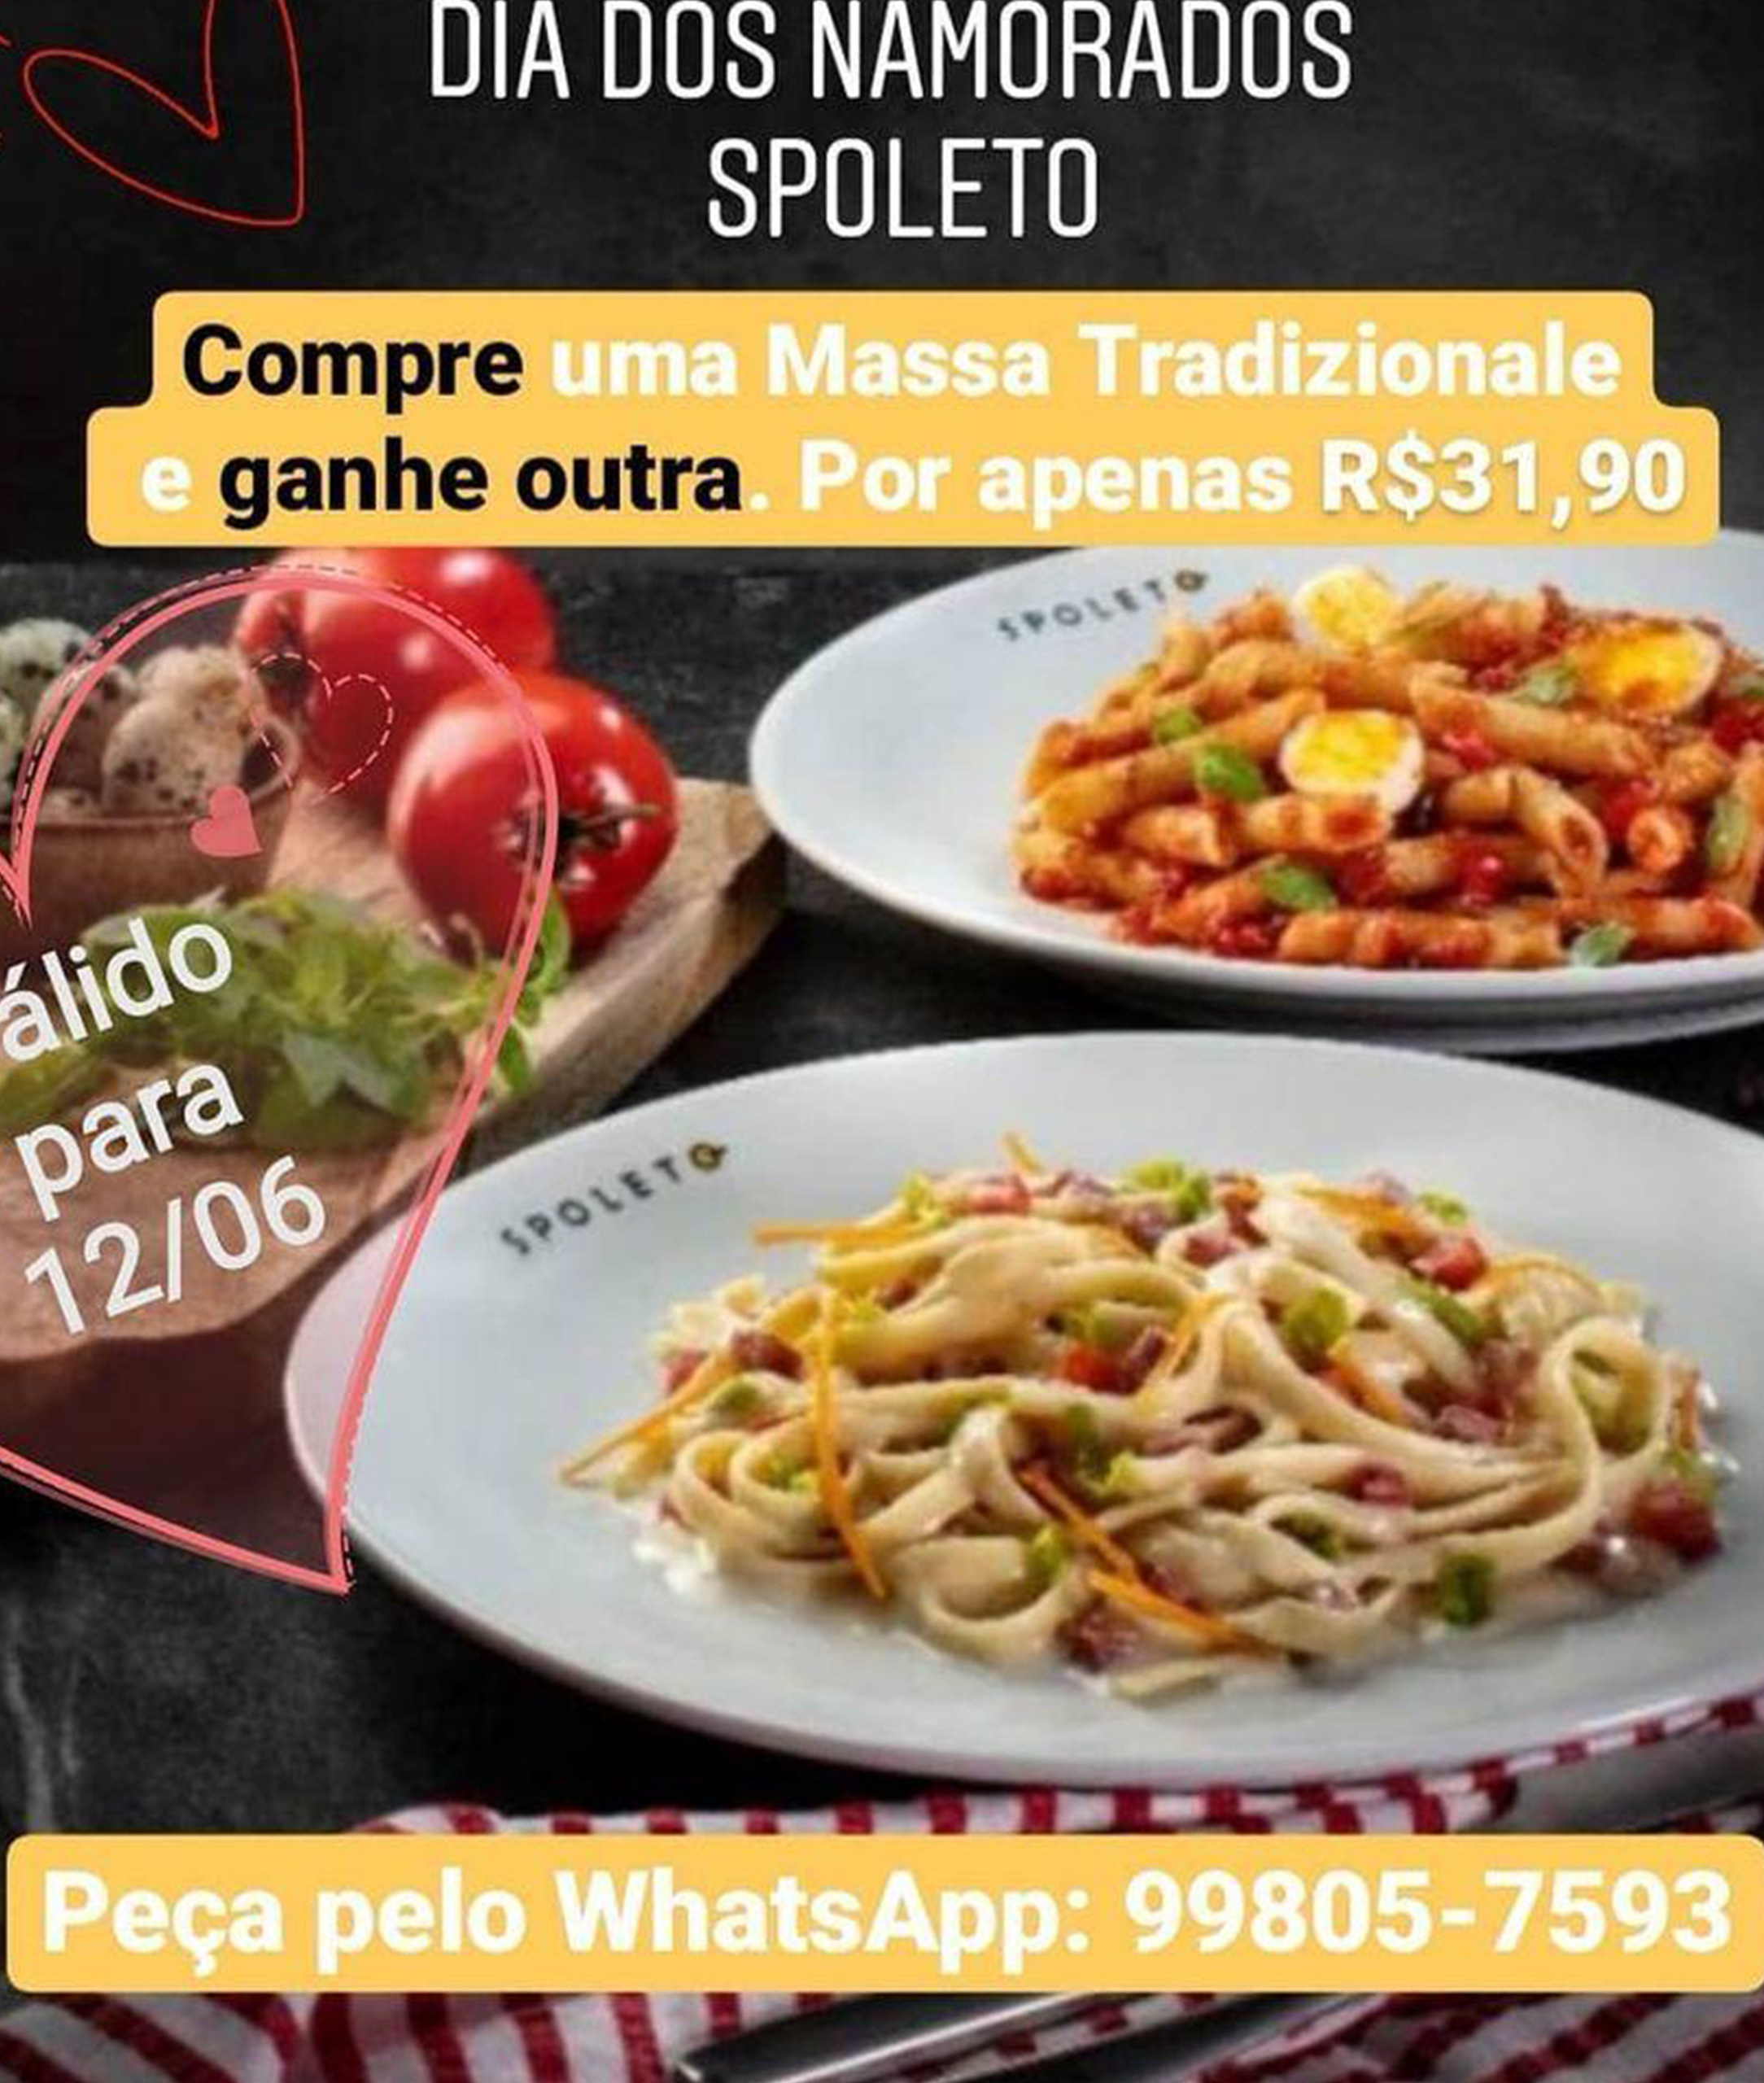 DIA DOS NAMORADOS
SPOLETO
Compre uma Massa Tradizionale
e ganhe outra. Por apenas R$31,90
SPOLETO
álido
para
12/06
SPOLETO
Peça pelo WhatsApp: 99805-7593